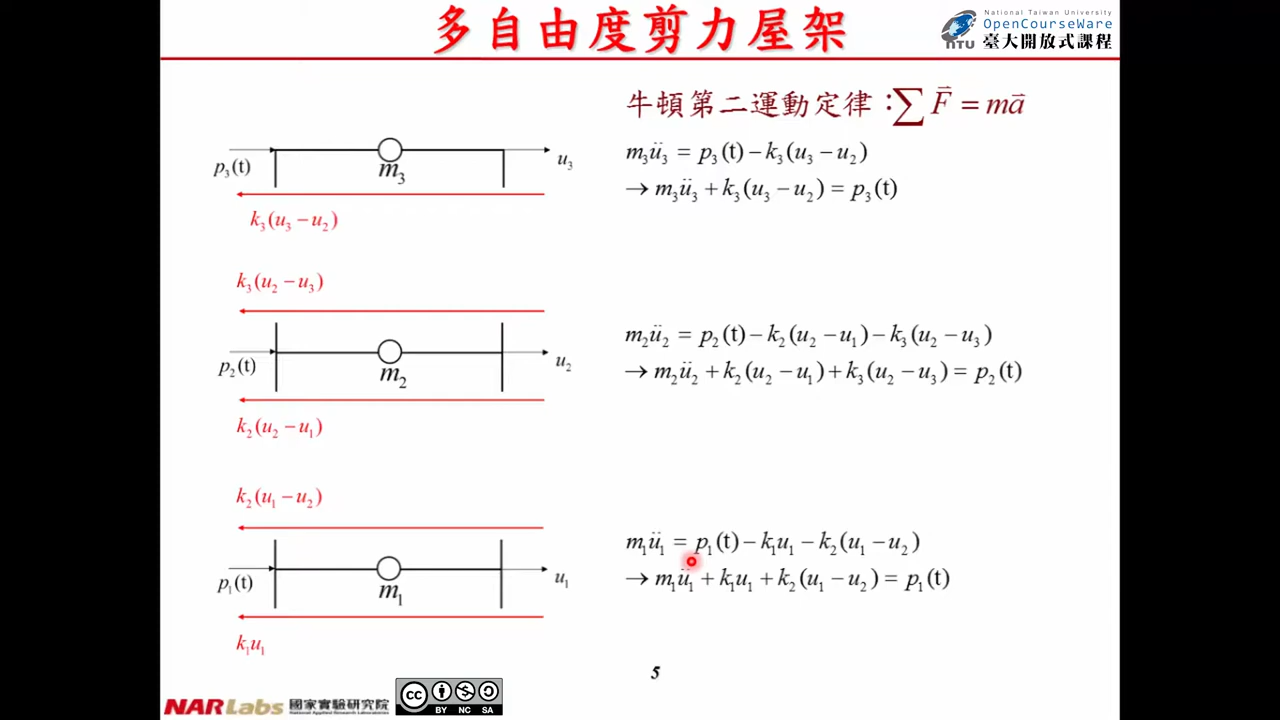 多自由度剪力屋架
National Taiwan University
OpenCourseWare
臺大開放式課程
NTU
牛頓第二運動定律：∑F⃗ = ma⃗
p₃(t)
m₃
u₃
k₃(u₃ − u₂)
m₃ü₃ = p₃(t) − k₃(u₃ − u₂)
→ m₃ü₃ + k₃(u₃ − u₂) = p₃(t)
k₃(u₂ − u₃)
p₂(t)
m₂
u₂
k₂(u₂ − u₁)
m₂ü₂ = p₂(t) − k₂(u₂ − u₁) − k₃(u₂ − u₃)
→ m₂ü₂ + k₂(u₂ − u₁) + k₃(u₂ − u₃) = p₂(t)
k₂(u₁ − u₂)
p₁(t)
m₁
u₁
k₁u₁
m₁ü₁ = p₁(t) − k₁u₁ − k₂(u₁ − u₂)
→ m₁ü₁ + k₁u₁ + k₂(u₁ − u₂) = p₁(t)
5
NARLabs 國家實驗研究院
National Applied Research Laboratories
cc
BY NC SA